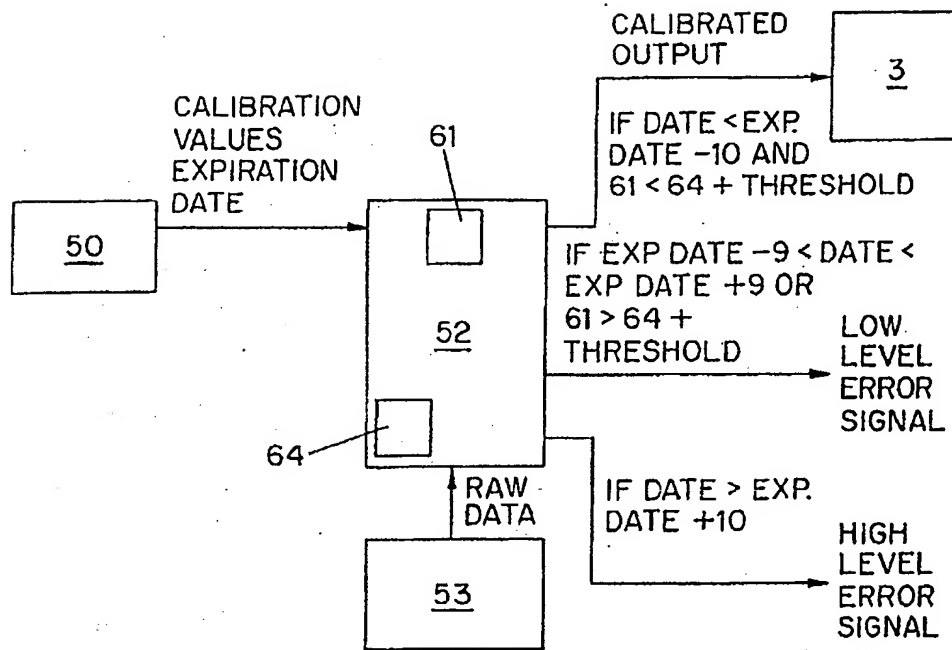 CALIBRATED
OUTPUT
3
CALIBRATION
VALUES
EXPIRATION
DATE
61
IF DATE < EXP.
DATE -10 AND
61 < 64 + THRESHOLD
50
IF EXP DATE -9 < DATE <
EXP DATE +9 OR
61 > 64 +
THRESHOLD
52
LOW
LEVEL
ERROR
SIGNAL
64
RAW
DATA
IF DATE > EXP.
DATE +10
53
HIGH
LEVEL
ERROR
SIGNAL